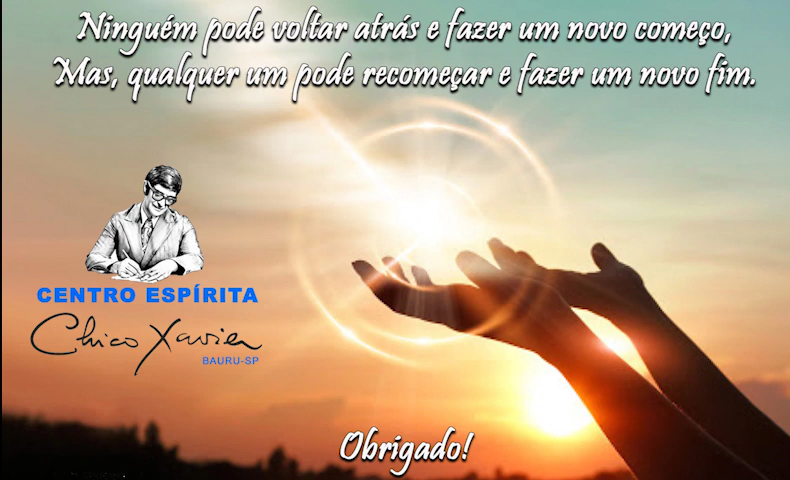 Ninguém pode voltar atrás e fazer um novo começo,
Mas, qualquer um pode recomeçar e fazer um novo fim.
CENTRO ESPÍRITA
Chico Xavier
BAURU-SP
Obrigado!